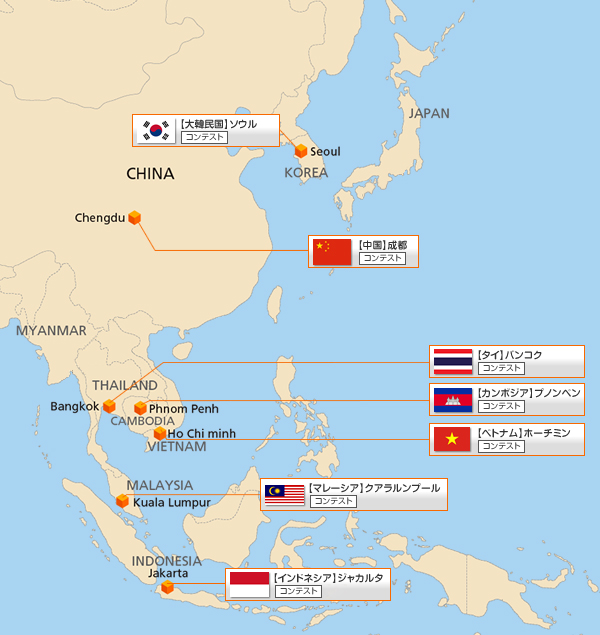 JAPAN
【大韓民国】ソウル
コンテスト
Seoul
KOREA
CHINA
Chengdu
【中国】成都
コンテスト
MYANMAR
【タイ】バンコク
コンテスト
THAILAND
【カンボジア】プノンペン
コンテスト
Bangkok
Phnom Penh
CAMBODIA
【ベトナム】ホーチミン
コンテスト
Ho Chi minh
VIETNAM
MALAYSIA
【マレーシア】クアラルンプール
コンテスト
Kuala Lumpur
INDONESIA
Jakarta
【インドネシア】ジャカルタ
コンテスト